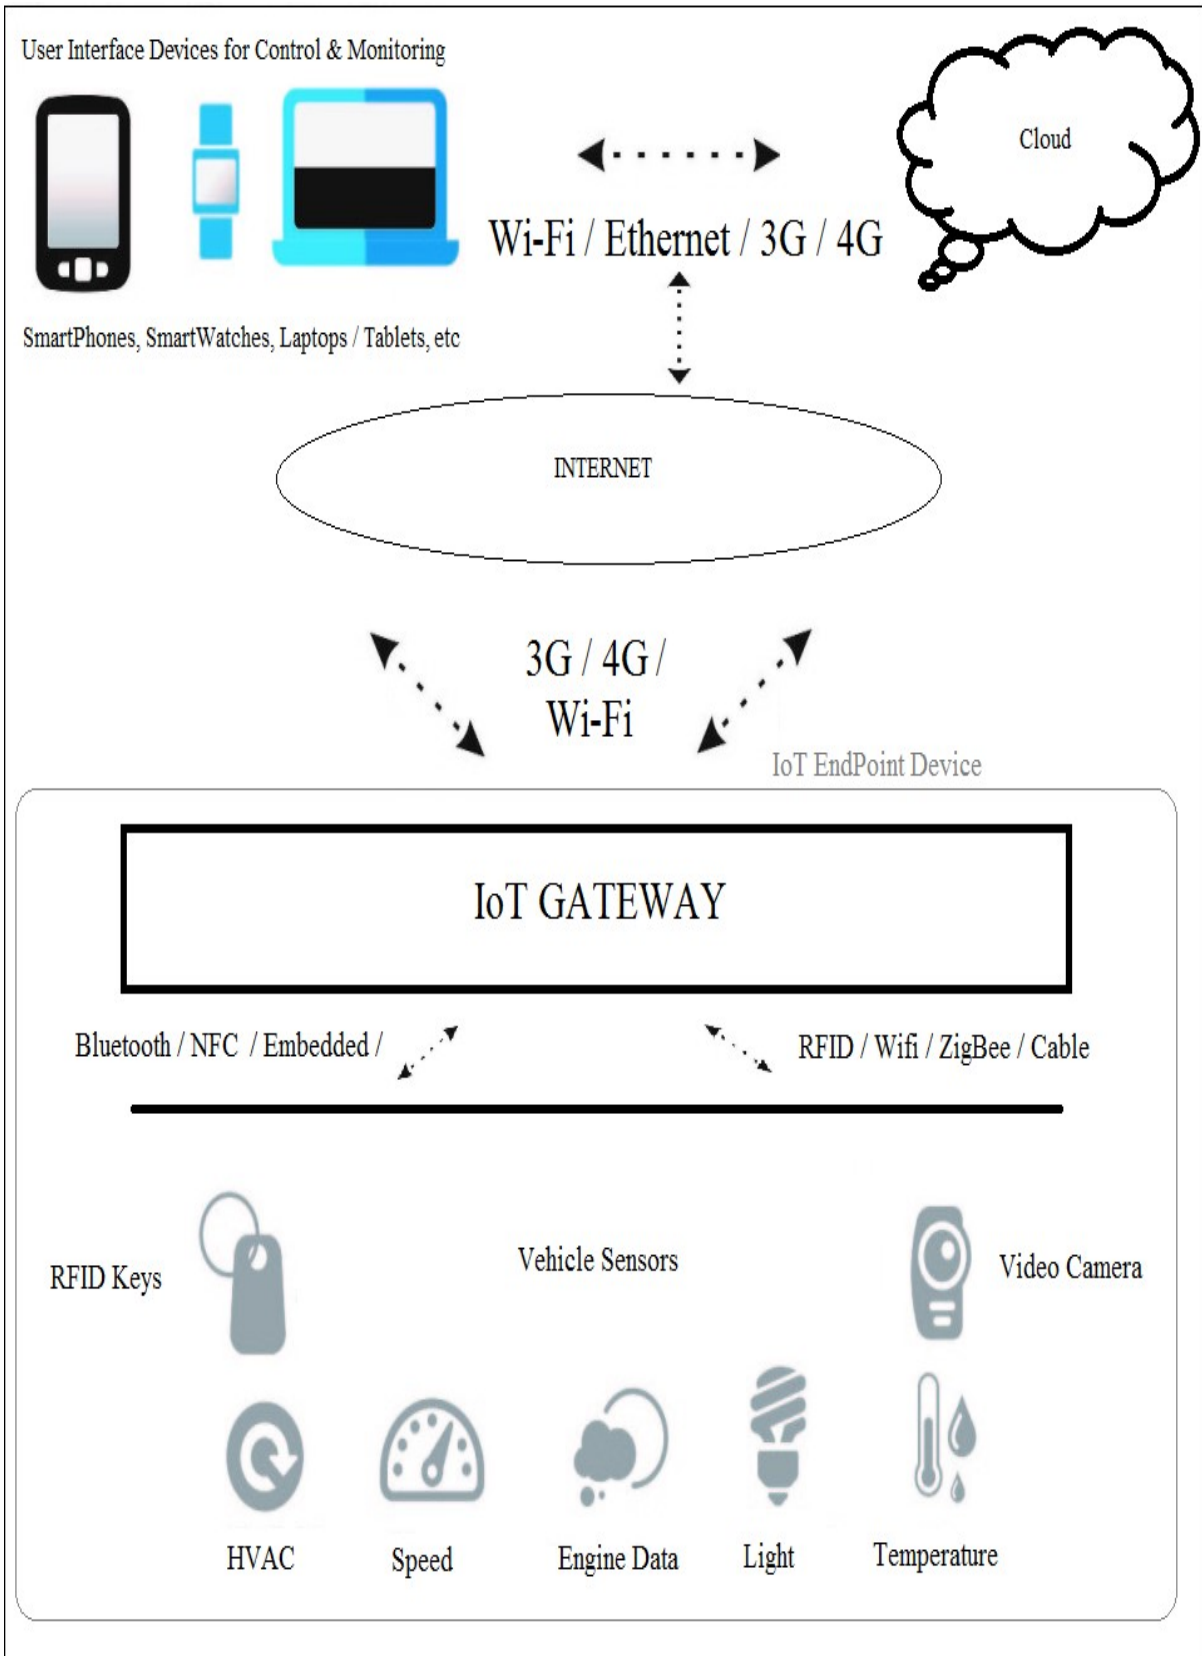 User Interface Devices for Control & Monitoring
Cloud
Wi-Fi / Ethernet / 3G / 4G
SmartPhones, SmartWatches, Laptops / Tablets, etc
INTERNET
3G / 4G /
Wi-Fi
IoT EndPoint Device
IoT GATEWAY
Bluetooth / NFC / Embedded /
RFID / Wifi / ZigBee / Cable
RFID Keys
Vehicle Sensors
Video Camera
HVAC
Speed
Engine Data
Light
Temperature